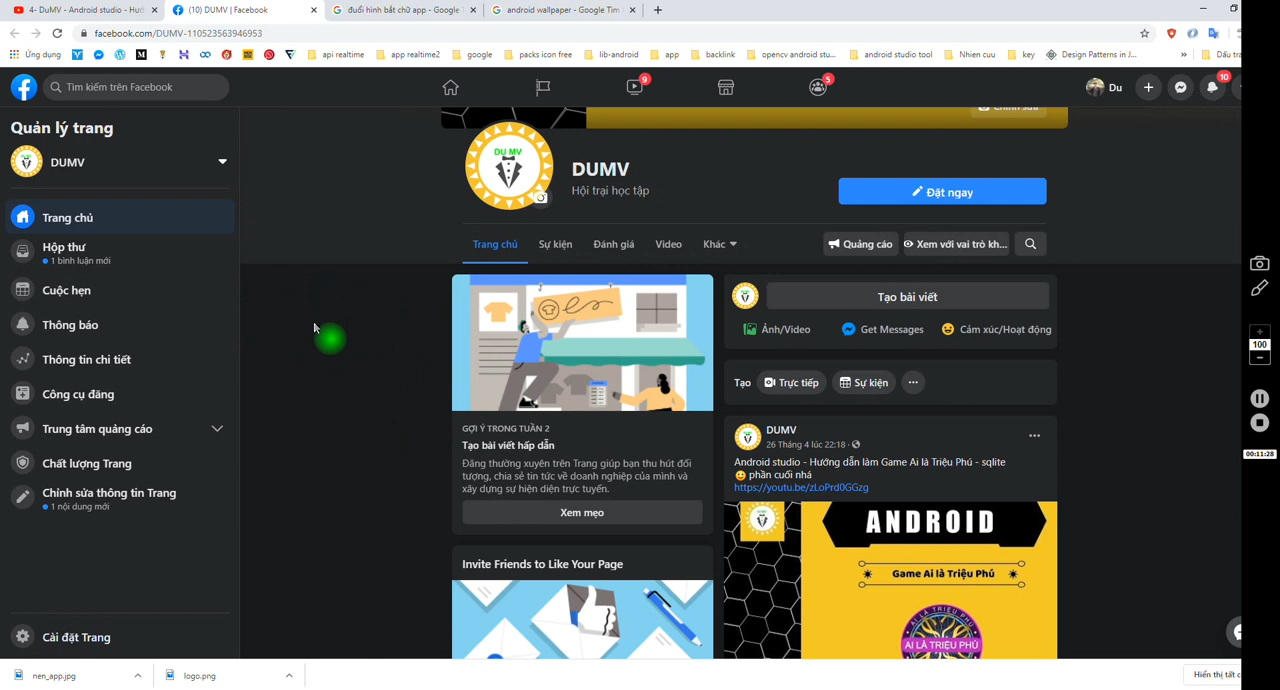 4- DuMV - Android studio - Hướ
(10) DUMV | Facebook
đuổi hình bắt chữ app - Google
android wallpaper - Google Tìm
facebook.com/DUMV-110523563946953
Ứng dụng
api realtime
app realtime2
google
packs icon free
lib-android
app
backlink
opencv android stu...
android studio tool
Nhien cuu
key
Design Patterns in J...
»
Dấu tra
Tìm kiếm trên Facebook
9
5
Du
10
Quản lý trang
DUMV
Trang chủ
Hộp thư
1 bình luận mới
Cuộc hẹn
Thông báo
Thông tin chi tiết
Công cụ đăng
Trung tâm quảng cáo
Chất lượng Trang
Chỉnh sửa thông tin Trang
1 nội dung mới
Cài đặt Trang
Chỉnh sửa
DU MV
DUMV
Hội trại học tập
Đặt ngay
Trang chủ
Sự kiện
Đánh giá
Video
Khác
Quảng cáo
Xem với vai trò kh...
GỢI Ý TRONG TUẦN 2
Tạo bài viết hấp dẫn
Đăng thường xuyên trên Trang giúp bạn thu hút đối
tượng, chia sẻ tin tức về doanh nghiệp của mình và
xây dựng sự hiện diện trực tuyến.
Xem mẹo
Invite Friends to Like Your Page
Tạo bài viết
Ảnh/Video
Get Messages
Cảm xúc/Hoạt động
Tạo
Trực tiếp
Sự kiện
DUMV
26 Tháng 4 lúc 22:18
Android studio - Hướng dẫn làm Game Ai là Triệu Phú - sqlite
phần cuối nhá
https://youtu.be/zLoPrd0GGzg
ANDROID
Game Ai là Triệu Phú
AI LÀ TRIỆU PHÚ
AI LÀ TRIỆU PHÚ
100
00:11:28
nen_app.jpg
logo.png
Hiển thị tất c